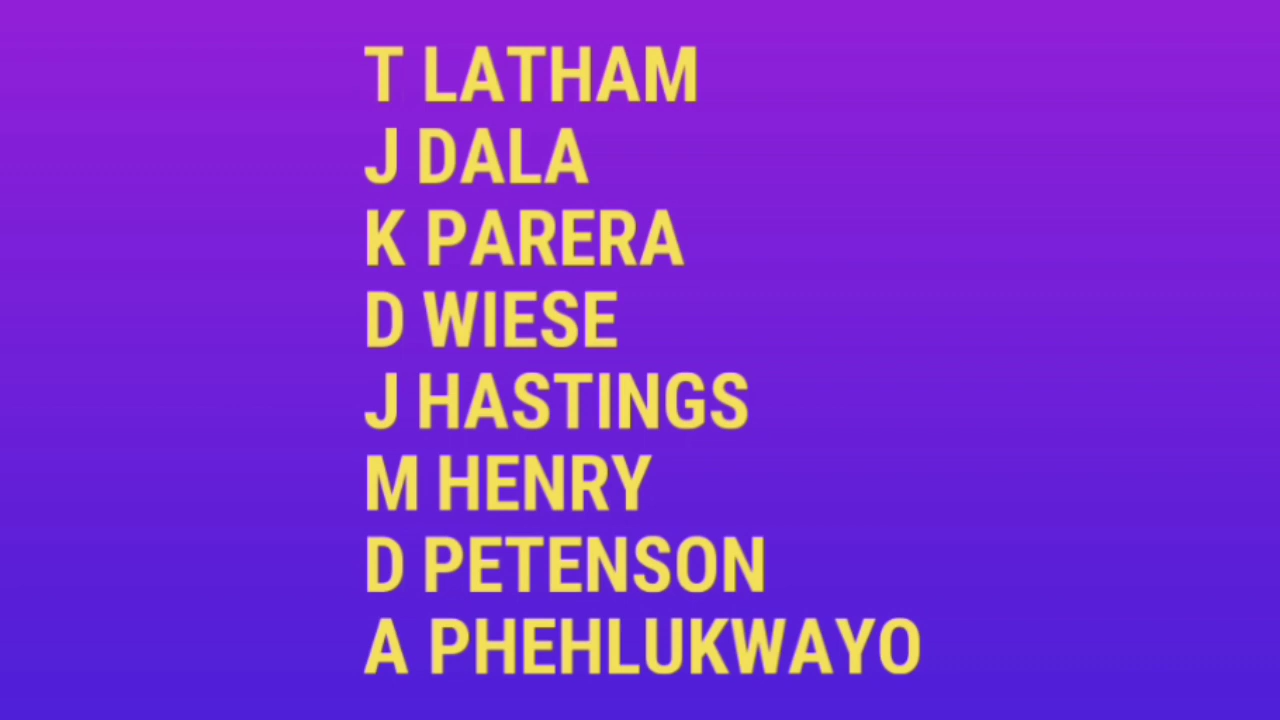 T LATHAM
J DALA
K PARERA
D WIESE
J HASTINGS
M HENRY
D PETENSON
A PHEHLUKWAYO